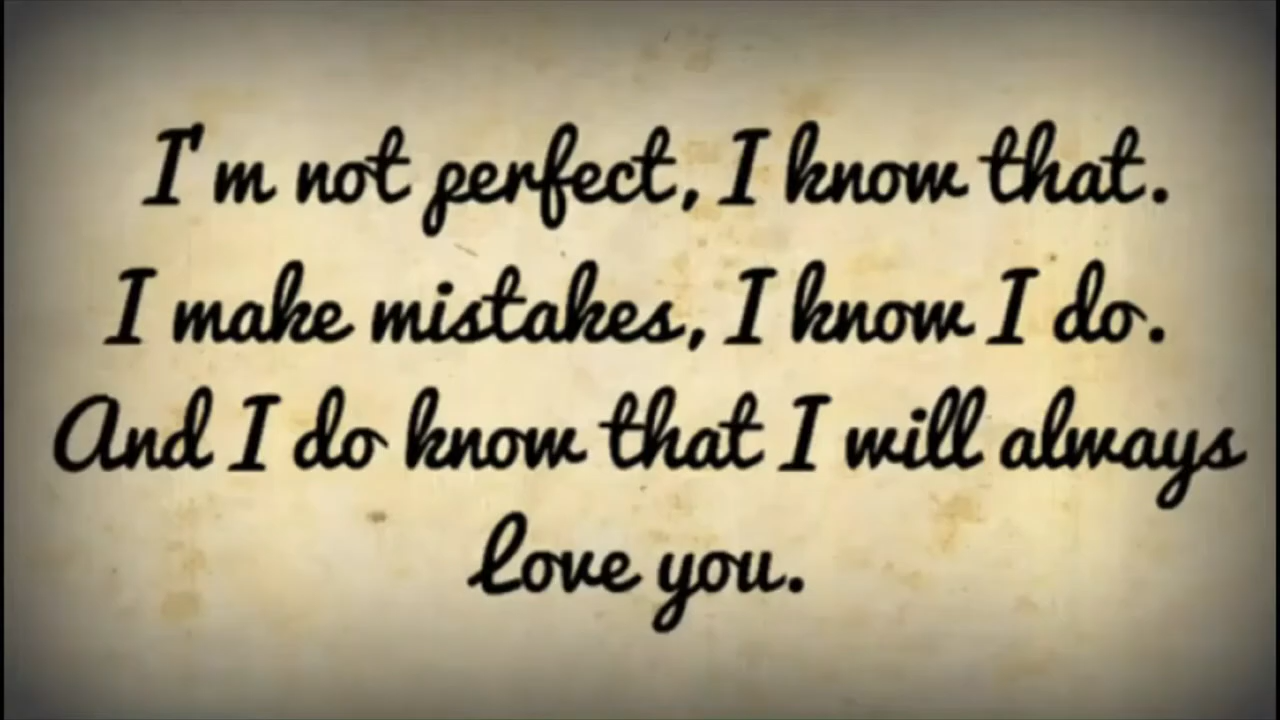 I'm not perfect, I know that.
I make mistakes, I know I do.
And I do know that I will always
love you.